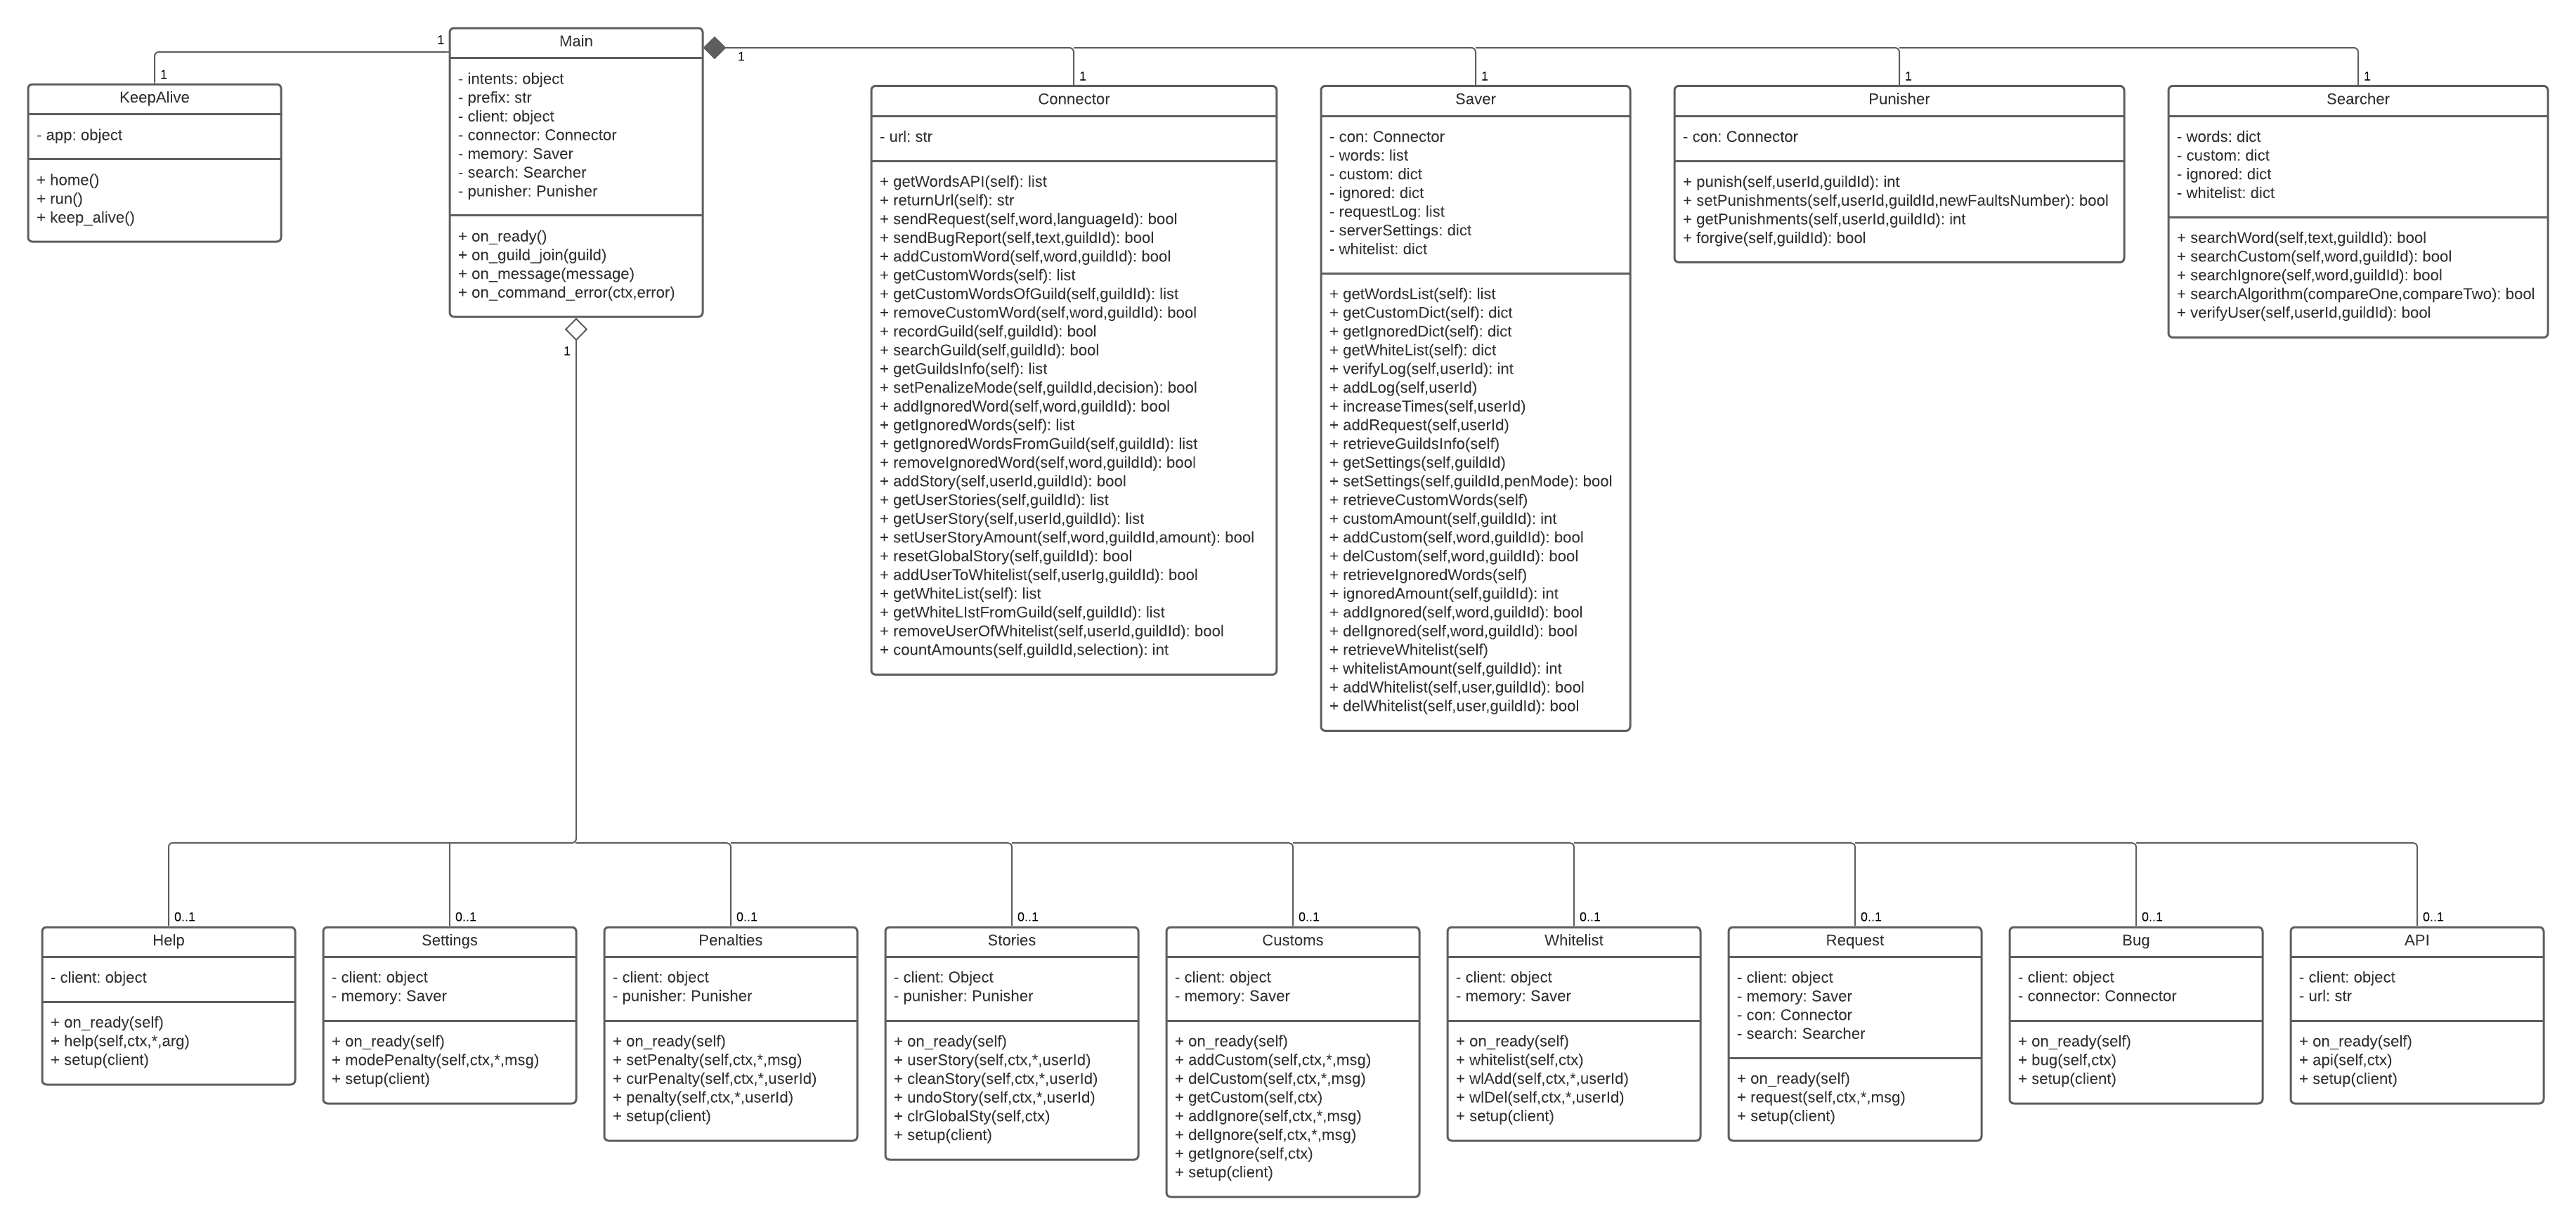 1
Main
- intents: object
- prefix: str
- client: object
- connector: Connector
- memory: Saver
- search: Searcher
- punisher: Punisher
+ on_ready()
+ on_guild_join(guild)
+ on_message(message)
+ on_command_error(ctx,error)
1
1
1
KeepAlive
- app: object
+ home()
+ run()
+ keep_alive()
1
Connector
- url: str
+ getWordsAPI(self): list
+ returnUrl(self): str
+ sendRequest(self,word,languageId): bool
+ sendBugReport(self,text,guildId): bool
+ addCustomWord(self,word,guildId): bool
+ getCustomWords(self): list
+ getCustomWordsOfGuild(self,guildId): list
+ removeCustomWord(self,word,guildId): bool
+ recordGuild(self,guildId): bool
+ searchGuild(self,guildId): bool
+ getGuildsInfo(self): list
+ setPenalizeMode(self,guildId,decision): bool
+ addIgnoredWord(self,word,guildId): bool
+ getIgnoredWords(self): list
+ getIgnoredWordsFromGuild(self,guildId): list
+ removeIgnoredWord(self,word,guildId): bool
+ addStory(self,userId,guildId): bool
+ getUserStories(self,guildId): list
+ getUserStory(self,userId,guildId): list
+ setUserStoryAmount(self,word,guildId,amount): bool
+ resetGlobalStory(self,guildId): bool
+ addUserToWhitelist(self,userIg,guildId): bool
+ getWhiteList(self): list
+ getWhiteLIstFromGuild(self,guildId): list
+ removeUserOfWhitelist(self,userId,guildId): bool
+ countAmounts(self,guildId,selection): int
1
Saver
- con: Connector
- words: list
- custom: dict
- ignored: dict
- requestLog: list
- serverSettings: dict
- whitelist: dict
+ getWordsList(self): list
+ getCustomDict(self): dict
+ getIgnoredDict(self): dict
+ getWhiteList(self): dict
+ verifyLog(self,userId): int
+ addLog(self,userId)
+ increaseTimes(self,userId)
+ addRequest(self,userId)
+ retrieveGuildsInfo(self)
+ getSettings(self,guildId)
+ setSettings(self,guildId,penMode): bool
+ retrieveCustomWords(self)
+ customAmount(self,guildId): int
+ addCustom(self,word,guildId): bool
+ delCustom(self,word,guildId): bool
+ retrieveIgnoredWords(self)
+ ignoredAmount(self,guildId): int
+ addIgnored(self,word,guildId): bool
+ delIgnored(self,word,guildId): bool
+ retrieveWhitelist(self)
+ whitelistAmount(self,guildId): int
+ addWhitelist(self,user,guildId): bool
+ delWhitelist(self,user,guildId): bool
1
Punisher
- con: Connector
+ punish(self,userId,guildId): int
+ setPunishments(self,userId,guildId,newFaultsNumber): bool
+ getPunishments(self,userId,guildId): int
+ forgive(self,guildId): bool
1
Searcher
- words: dict
- custom: dict
- ignored: dict
- whitelist: dict
+ searchWord(self,text,guildId): bool
+ searchCustom(self,word,guildId): bool
+ searchIgnore(self,word,guildId): bool
+ searchAlgorithm(compareOne,compareTwo): bool
+ verifyUser(self,userId,guildId): bool
0..1
Help
- client: object
+ on_ready(self)
+ help(self,ctx,*,arg)
+ setup(client)
0..1
Settings
- client: object
- memory: Saver
+ on_ready(self)
+ modePenalty(self,ctx,*,msg)
+ setup(client)
0..1
Penalties
- client: object
- punisher: Punisher
+ on_ready(self)
+ setPenalty(self,ctx,*,msg)
+ curPenalty(self,ctx,*,userId)
+ penalty(self,ctx,*,userId)
+ setup(client)
0..1
Stories
- client: Object
- punisher: Punisher
+ on_ready(self)
+ userStory(self,ctx,*,userId)
+ cleanStory(self,ctx,*,userId)
+ undoStory(self,ctx,*,userId)
+ clrGlobalSty(self,ctx)
+ setup(client)
0..1
Customs
- client: object
- memory: Saver
+ on_ready(self)
+ addCustom(self,ctx,*,msg)
+ delCustom(self,ctx,*,msg)
+ getCustom(self,ctx)
+ addIgnore(self,ctx,*,msg)
+ delIgnore(self,ctx,*,msg)
+ getIgnore(self,ctx)
+ setup(client)
0..1
Whitelist
- client: object
- memory: Saver
+ on_ready(self)
+ whitelist(self,ctx)
+ wlAdd(self,ctx,*,userId)
+ wlDel(self,ctx,*,userId)
+ setup(client)
0..1
Request
- client: object
- memory: Saver
- con: Connector
- search: Searcher
+ on_ready(self)
+ request(self,ctx,*,msg)
+ setup(client)
0..1
Bug
- client: object
- connector: Connector
+ on_ready(self)
+ bug(self,ctx)
+ setup(client)
0..1
API
- client: object
- url: str
+ on_ready(self)
+ api(self,ctx)
+ setup(client)